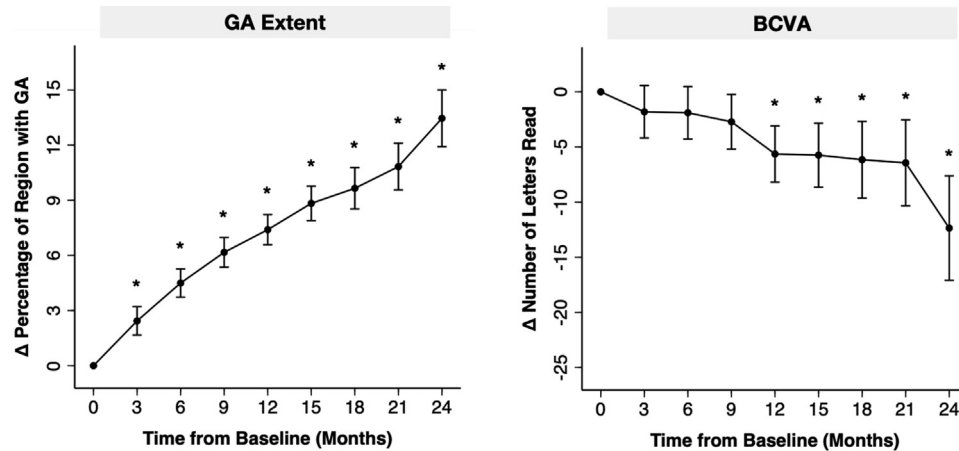 GA Extent
Δ Percentage of Region with GA
15
12
9
6
3
0
* * * * * * * *
0 3 6 9 12 15 18 21 24
Time from Baseline (Months)
BCVA
Δ Number of Letters Read
0
-5
-10
-15
-20
-25
* * * * *
0 3 6 9 12 15 18 21 24
Time from Baseline (Months)